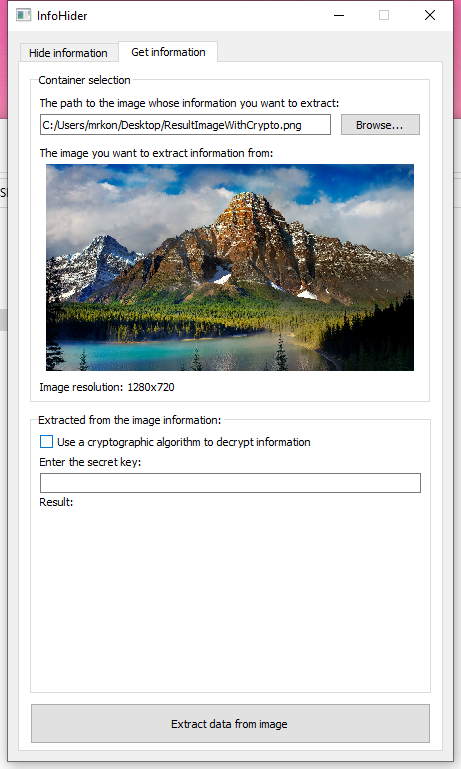 InfoHider
Hide information
Get information
Container selection
The path to the image whose information you want to extract:
C:/Users/mrkon/Desktop/ResultImageWithCrypto.png
Browse...
The image you want to extract information from:
Image resolution: 1280x720
Extracted from the image information:
Use a cryptographic algorithm to decrypt information
Enter the secret key:
Result:
Extract data from image